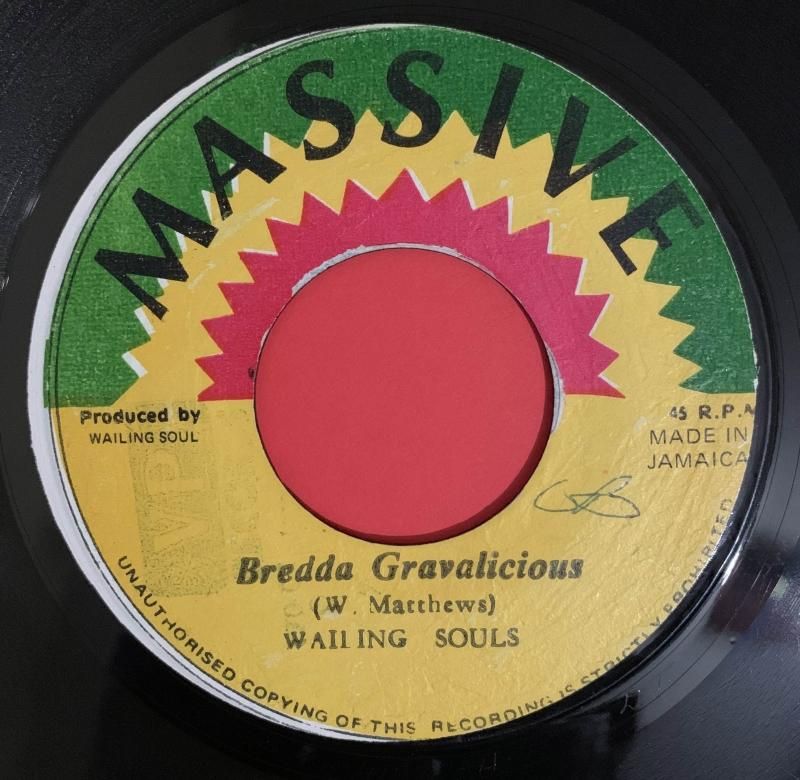 MASSIVE
Produced by
WAILING SOUL
45 R.P.M
MADE IN
JAMAICA
VP
Bredda Gravalicious
(W. Matthews)
WAILING SOULS
UNAUTHORISED COPYING OF THIS RECORDING IS STRICTLY PROHIBITED